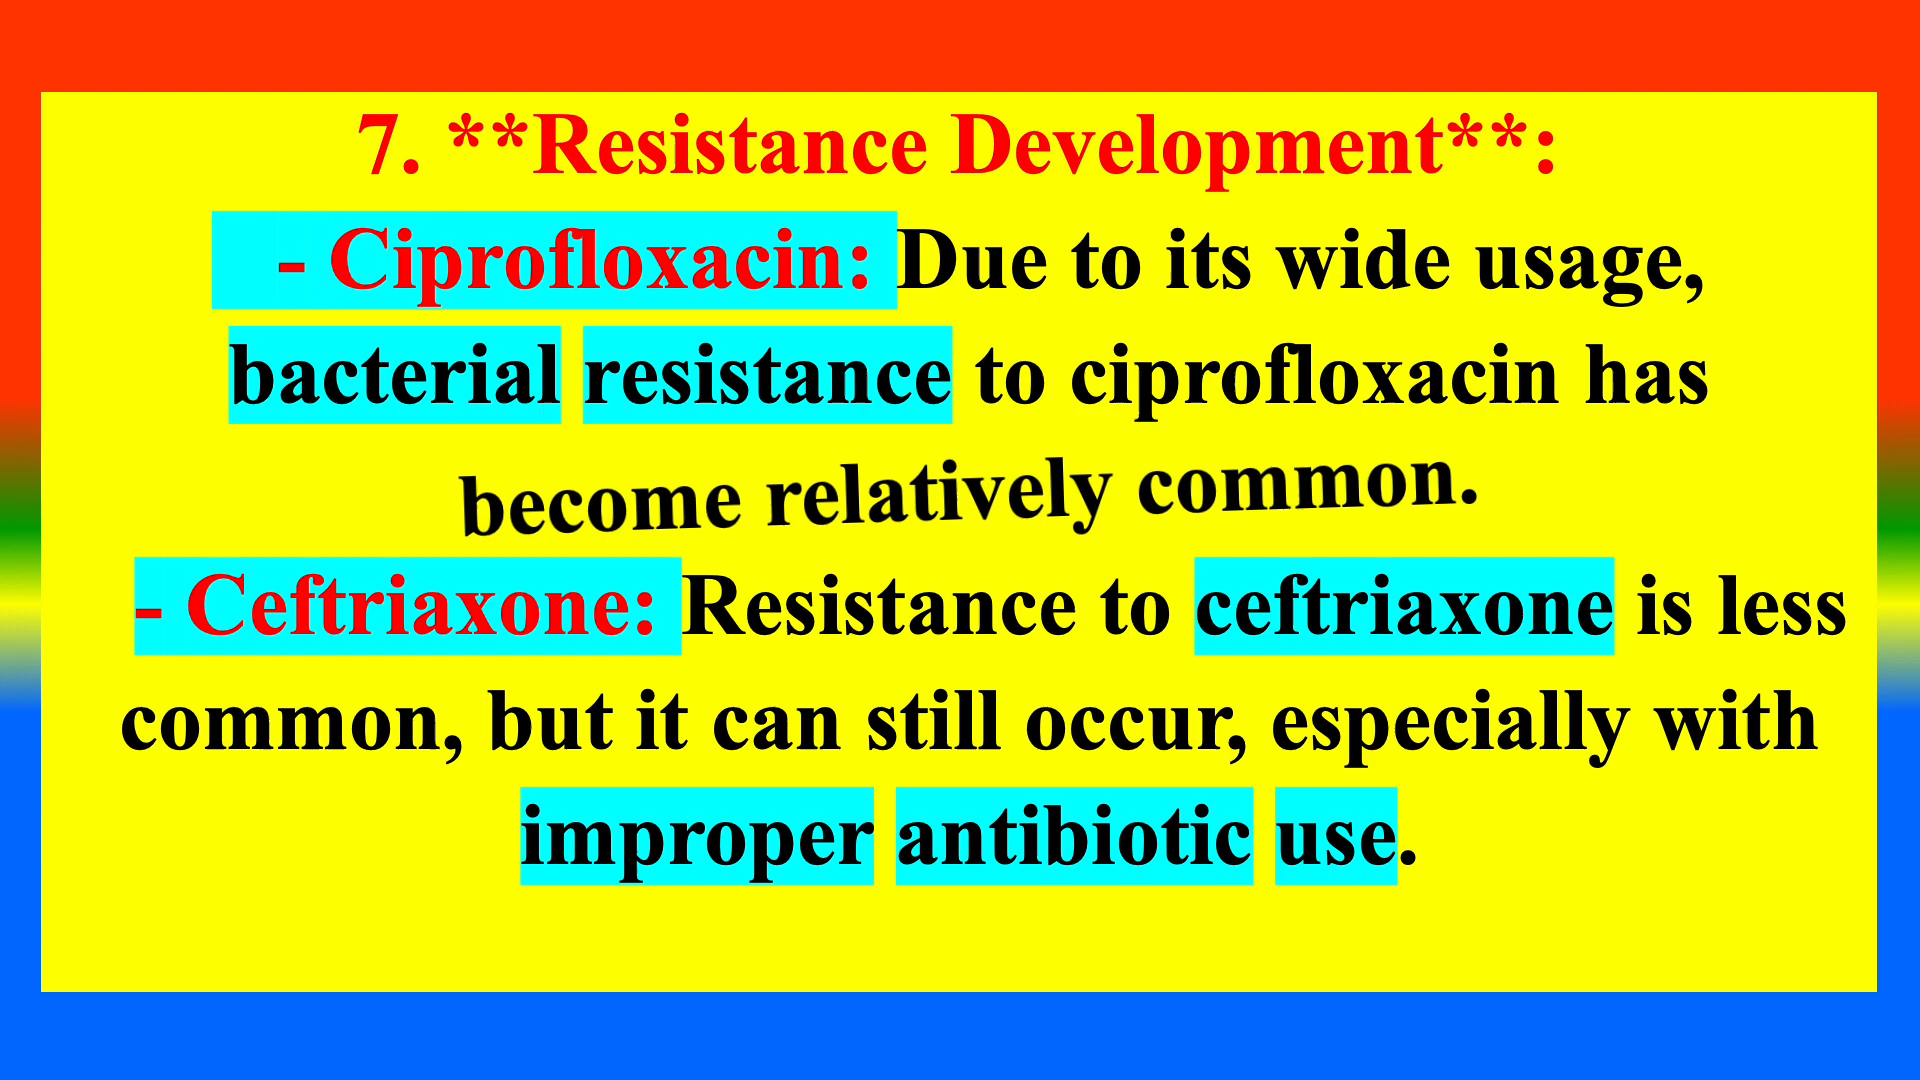 7. **Resistance Development**:
- Ciprofloxacin: Due to its wide usage,
bacterial resistance to ciprofloxacin has
become relatively common.
- Ceftriaxone: Resistance to ceftriaxone is less
common, but it can still occur, especially with
improper antibiotic use.